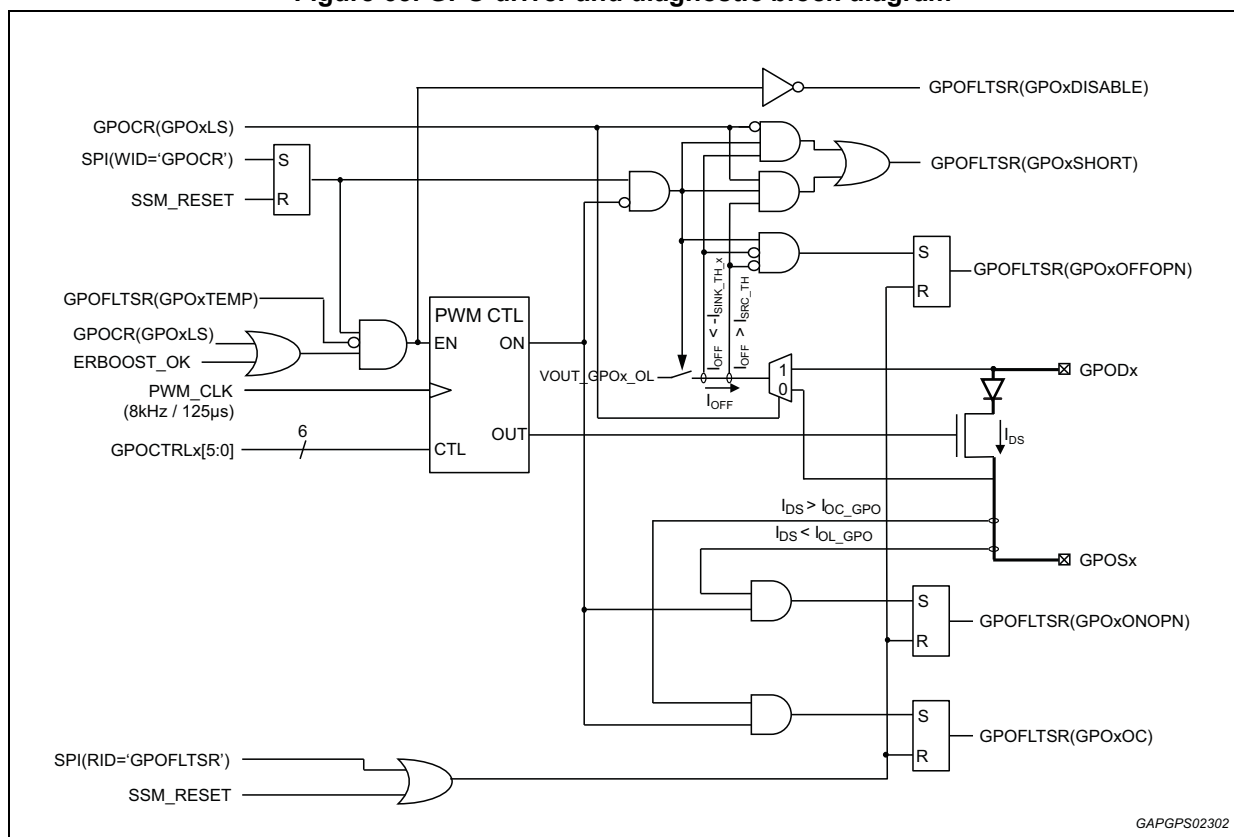 GPOFLTSR(GPOxDISABLE)
GPOCR(GPOxLS)
SPI(WID='GPOCR')
S
GPOFLTSR(GPOxSHORT)
SSM_RESET
R
S
GPOFLTSR(GPOxOFFOPN)
R
IOFF < -ISINK_TH_x
IOFF > ISRC_TH
GPOFLTSR(GPOxTEMP)
PWM CTL
GPOCR(GPOxLS)
EN
ON
ERBOOST_OK
VOUT_GPOx_OL
1
0
GPODx
PWM_CLK
(8kHz / 125µs)
IOFF
6
OUT
IDS
GPOCTRLx[5:0]
CTL
IDS > IOC_GPO
IDS < IOL_GPO
GPOSx
S
GPOFLTSR(GPOxONOPN)
R
S
GPOFLTSR(GPOxOC)
R
SPI(RID='GPOFLTSR')
SSM_RESET
GAPGPS02302